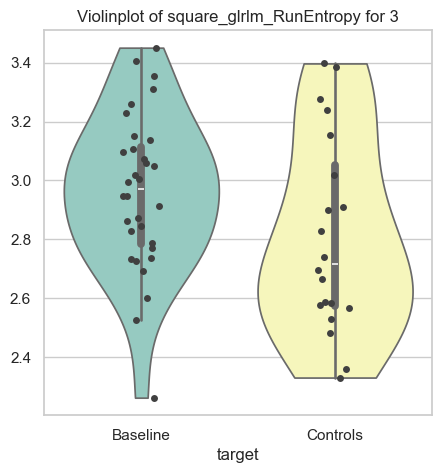 Violinplot of square_glrlm_RunEntropy for 3
3.4
3.2
3.0
2.8
2.6
2.4
Baseline
Controls
target